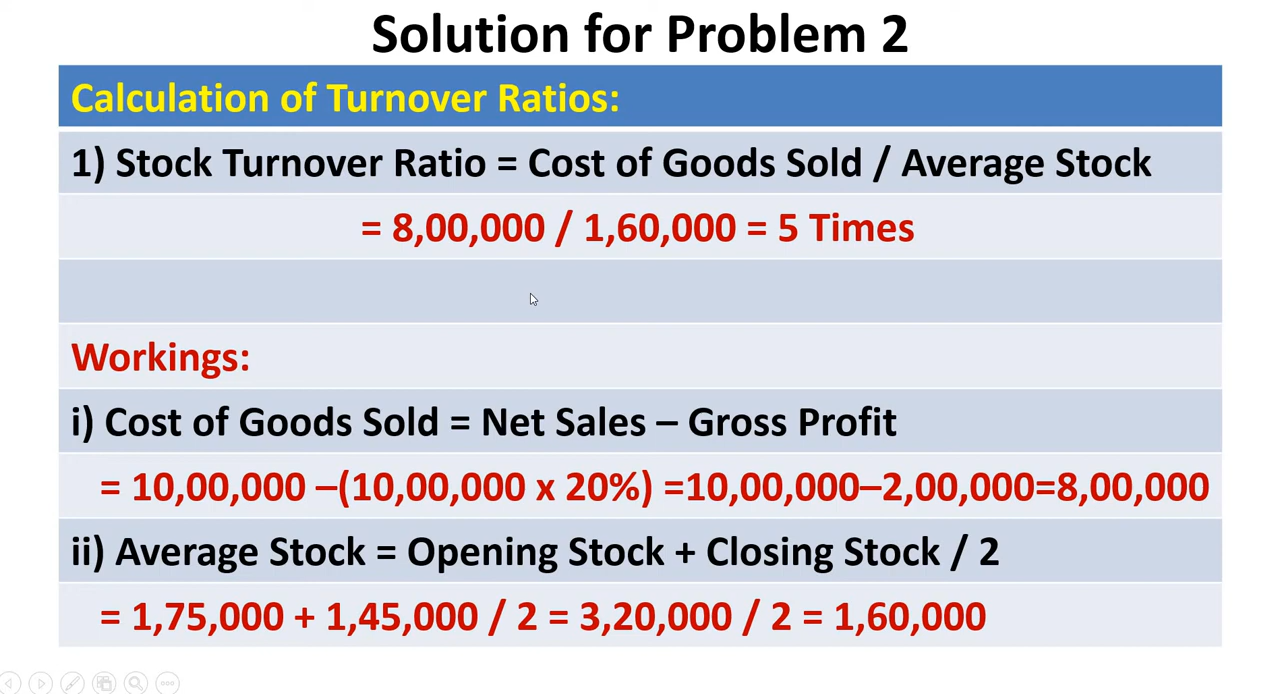 Solution for Problem 2
Calculation of Turnover Ratios:
1) Stock Turnover Ratio = Cost of Goods Sold / Average Stock
= 8,00,000 / 1,60,000 = 5 Times
Workings:
i) Cost of Goods Sold = Net Sales – Gross Profit
= 10,00,000 –(10,00,000 x 20%) =10,00,000–2,00,000=8,00,000
ii) Average Stock = Opening Stock + Closing Stock / 2
= 1,75,000 + 1,45,000 / 2 = 3,20,000 / 2 = 1,60,000